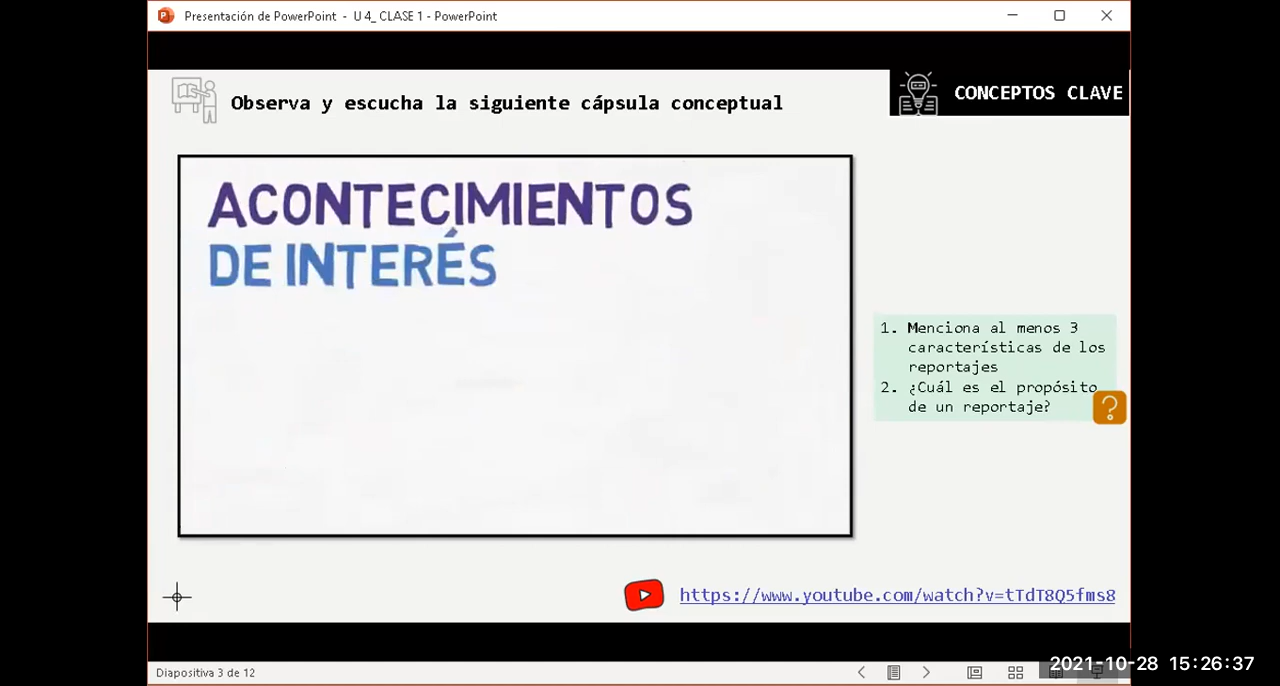 Presentación de PowerPoint - U 4_ CLASE 1 - PowerPoint
Observa y escucha la siguiente cápsula conceptual
CONCEPTOS CLAVE
ACONTECIMIENTOS
DE INTERÉS
1. Menciona al menos 3
características de los
reportajes
2. ¿Cuál es el propósito
de un reportaje?
?
https://www.youtube.com/watch?v=tTdT8Q5fms8
Diapositiva 3 de 12
2021-10-28 15:26:37